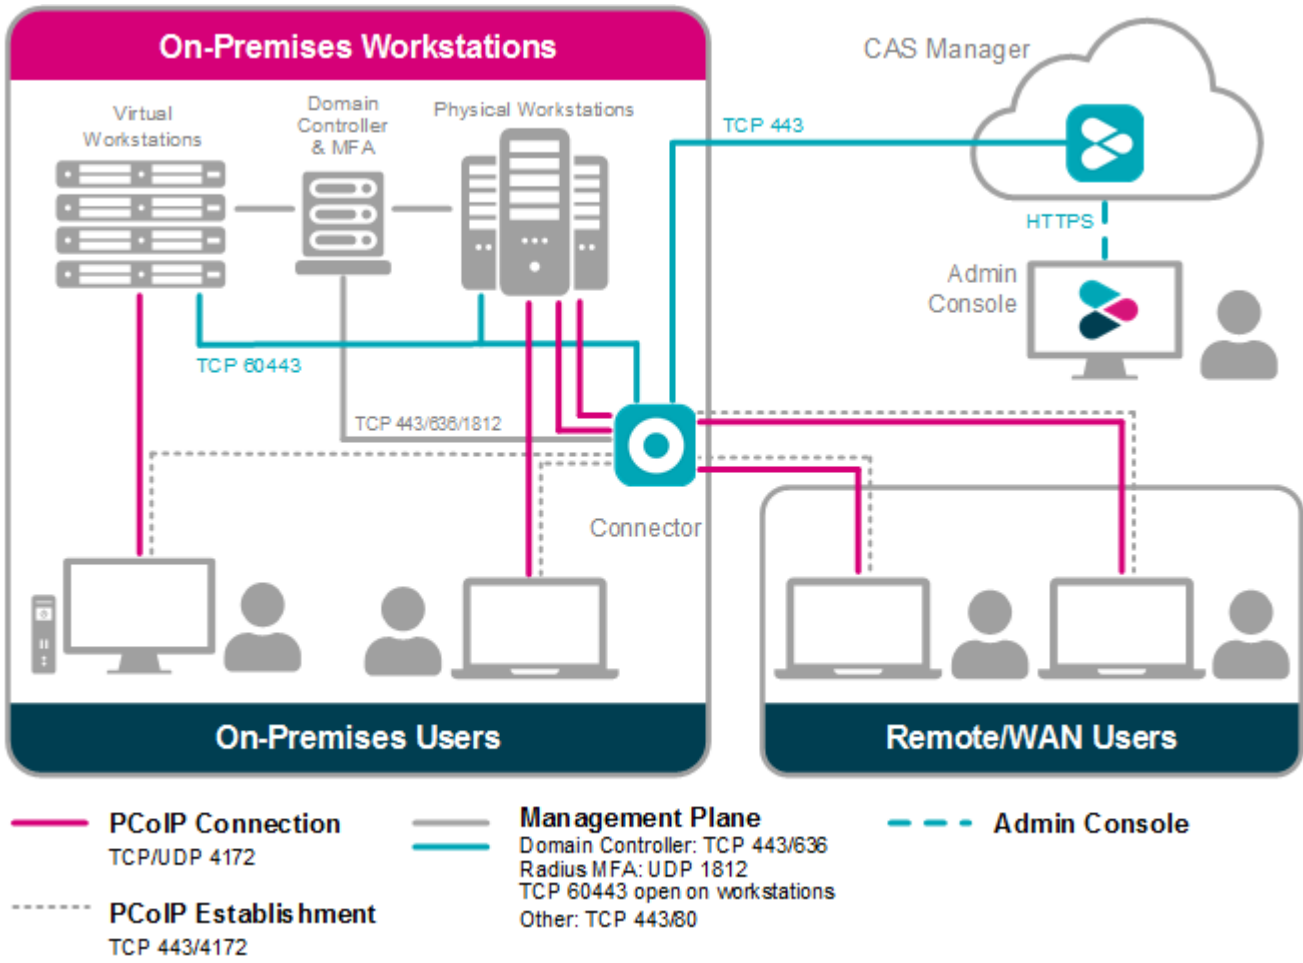 On-Premises Workstations
CAS Manager
Virtual
Workstations
Domain
Controller
& MFA
Physical Workstations
TCP 443
HTTPS
Admin
Console
TCP 60443
TCP 443/636/1812
Connector
On-Premises Users
Remote/WAN Users
PCoIP Connection
TCP/UDP 4172
PCoIP Establishment
TCP 443/4172
Management Plane
Domain Controller: TCP 443/636
Radius MFA: UDP 1812
TCP 60443 open on workstations
Other: TCP 443/80
Admin Console